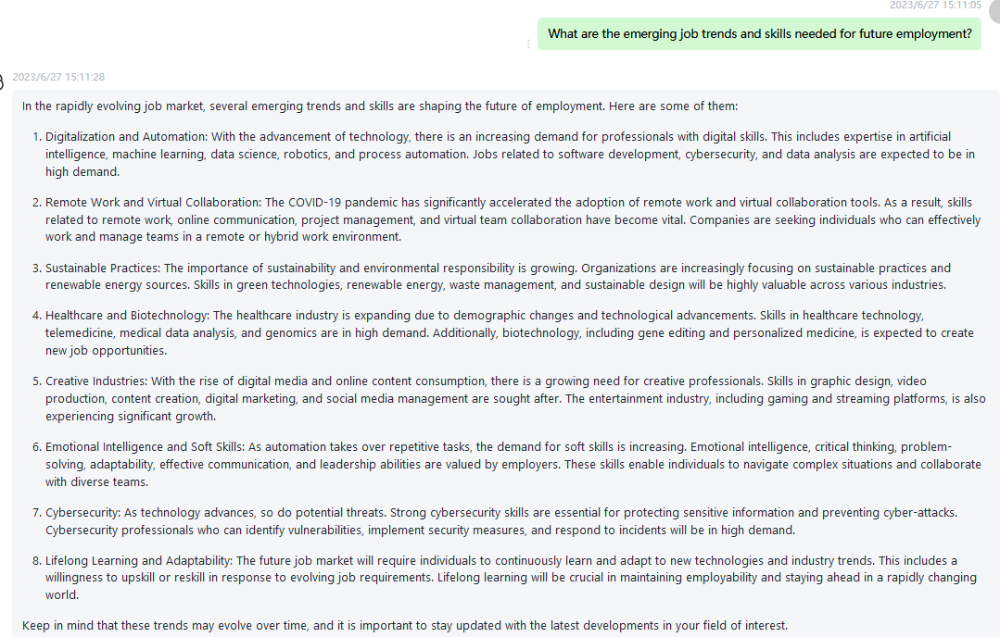 2023/6/27 15:11:05
What are the emerging job trends and skills needed for future employment?
2023/6/27 15:11:28
In the rapidly evolving job market, several emerging trends and skills are shaping the future of employment. Here are some of them:
1. Digitalization and Automation: With the advancement of technology, there is an increasing demand for professionals with digital skills. This includes expertise in artificial
intelligence, machine learning, data science, robotics, and process automation. Jobs related to software development, cybersecurity, and data analysis are expected to be in
high demand.
2. Remote Work and Virtual Collaboration: The COVID-19 pandemic has significantly accelerated the adoption of remote work and virtual collaboration tools. As a result, skills
related to remote work, online communication, project management, and virtual team collaboration have become vital. Companies are seeking individuals who can effectively
work and manage teams in a remote or hybrid work environment.
3. Sustainable Practices: The importance of sustainability and environmental responsibility is growing. Organizations are increasingly focusing on sustainable practices and
renewable energy sources. Skills in green technologies, renewable energy, waste management, and sustainable design will be highly valuable across various industries.
4. Healthcare and Biotechnology: The healthcare industry is expanding due to demographic changes and technological advancements. Skills in healthcare technology,
telemedicine, medical data analysis, and genomics are in high demand. Additionally, biotechnology, including gene editing and personalized medicine, is expected to create
new job opportunities.
5. Creative Industries: With the rise of digital media and online content consumption, there is a growing need for creative professionals. Skills in graphic design, video
production, content creation, digital marketing, and social media management are sought after. The entertainment industry, including gaming and streaming platforms, is also
experiencing significant growth.
6. Emotional Intelligence and Soft Skills: As automation takes over repetitive tasks, the demand for soft skills is increasing. Emotional intelligence, critical thinking, problem-
solving, adaptability, effective communication, and leadership abilities are valued by employers. These skills enable individuals to navigate complex situations and collaborate
with diverse teams.
7. Cybersecurity: As technology advances, so do potential threats. Strong cybersecurity skills are essential for protecting sensitive information and preventing cyber-attacks.
Cybersecurity professionals who can identify vulnerabilities, implement security measures, and respond to incidents will be in high demand.
8. Lifelong Learning and Adaptability: The future job market will require individuals to continuously learn and adapt to new technologies and industry trends. This includes a
willingness to upskill or reskill in response to evolving job requirements. Lifelong learning will be crucial in maintaining employability and staying ahead in a rapidly changing
world.
Keep in mind that these trends may evolve over time, and it is important to stay updated with the latest developments in your field of interest.